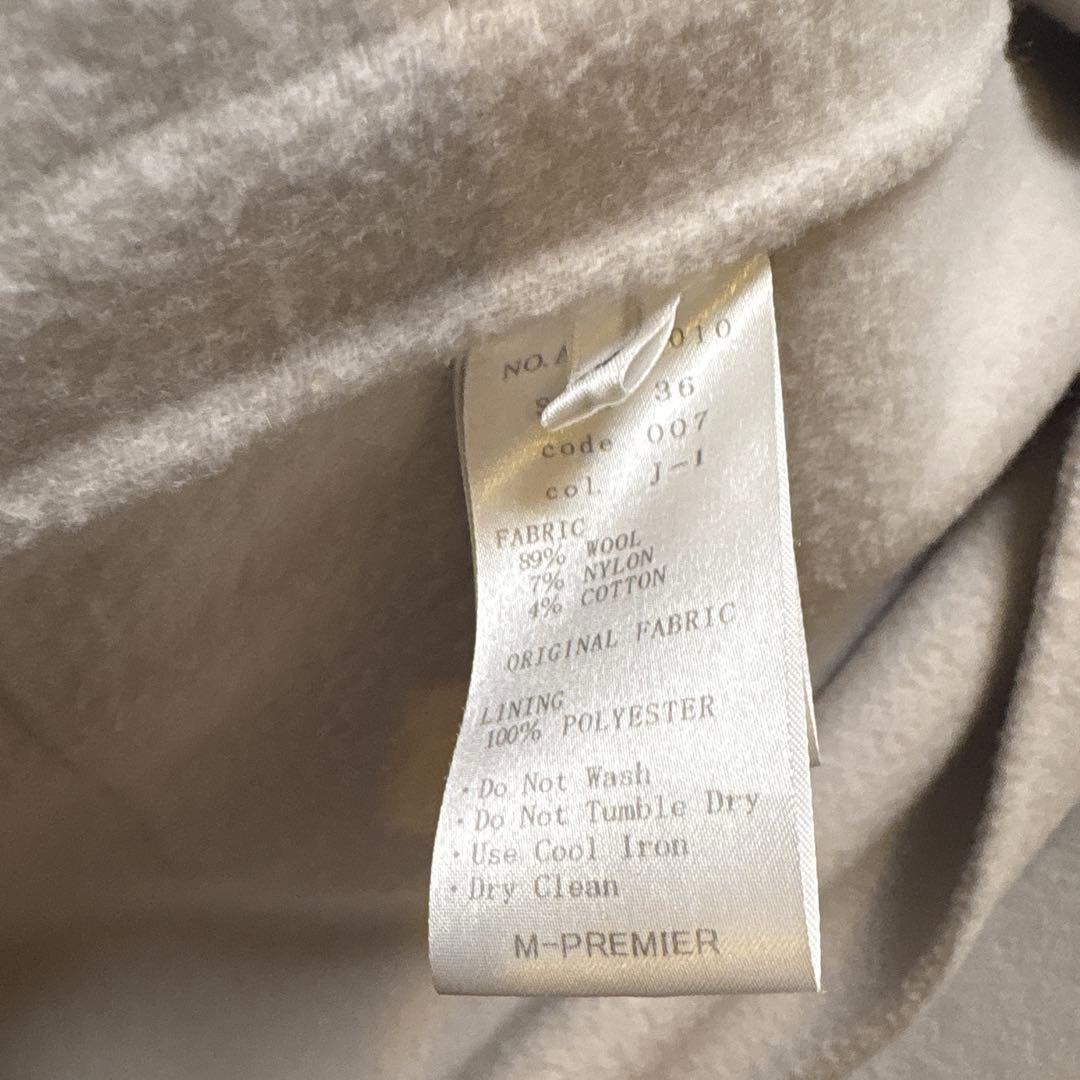 NO. 010
36
code 007
col. J-1
FABRIC
89% WOOL
7% NYLON
4% COTTON
ORIGINAL FABRIC
LINING
100% POLYESTER
・Do Not Wash
・Do Not Tumble Dry
・Use Cool Iron
・Dry Clean
M-PREMIER